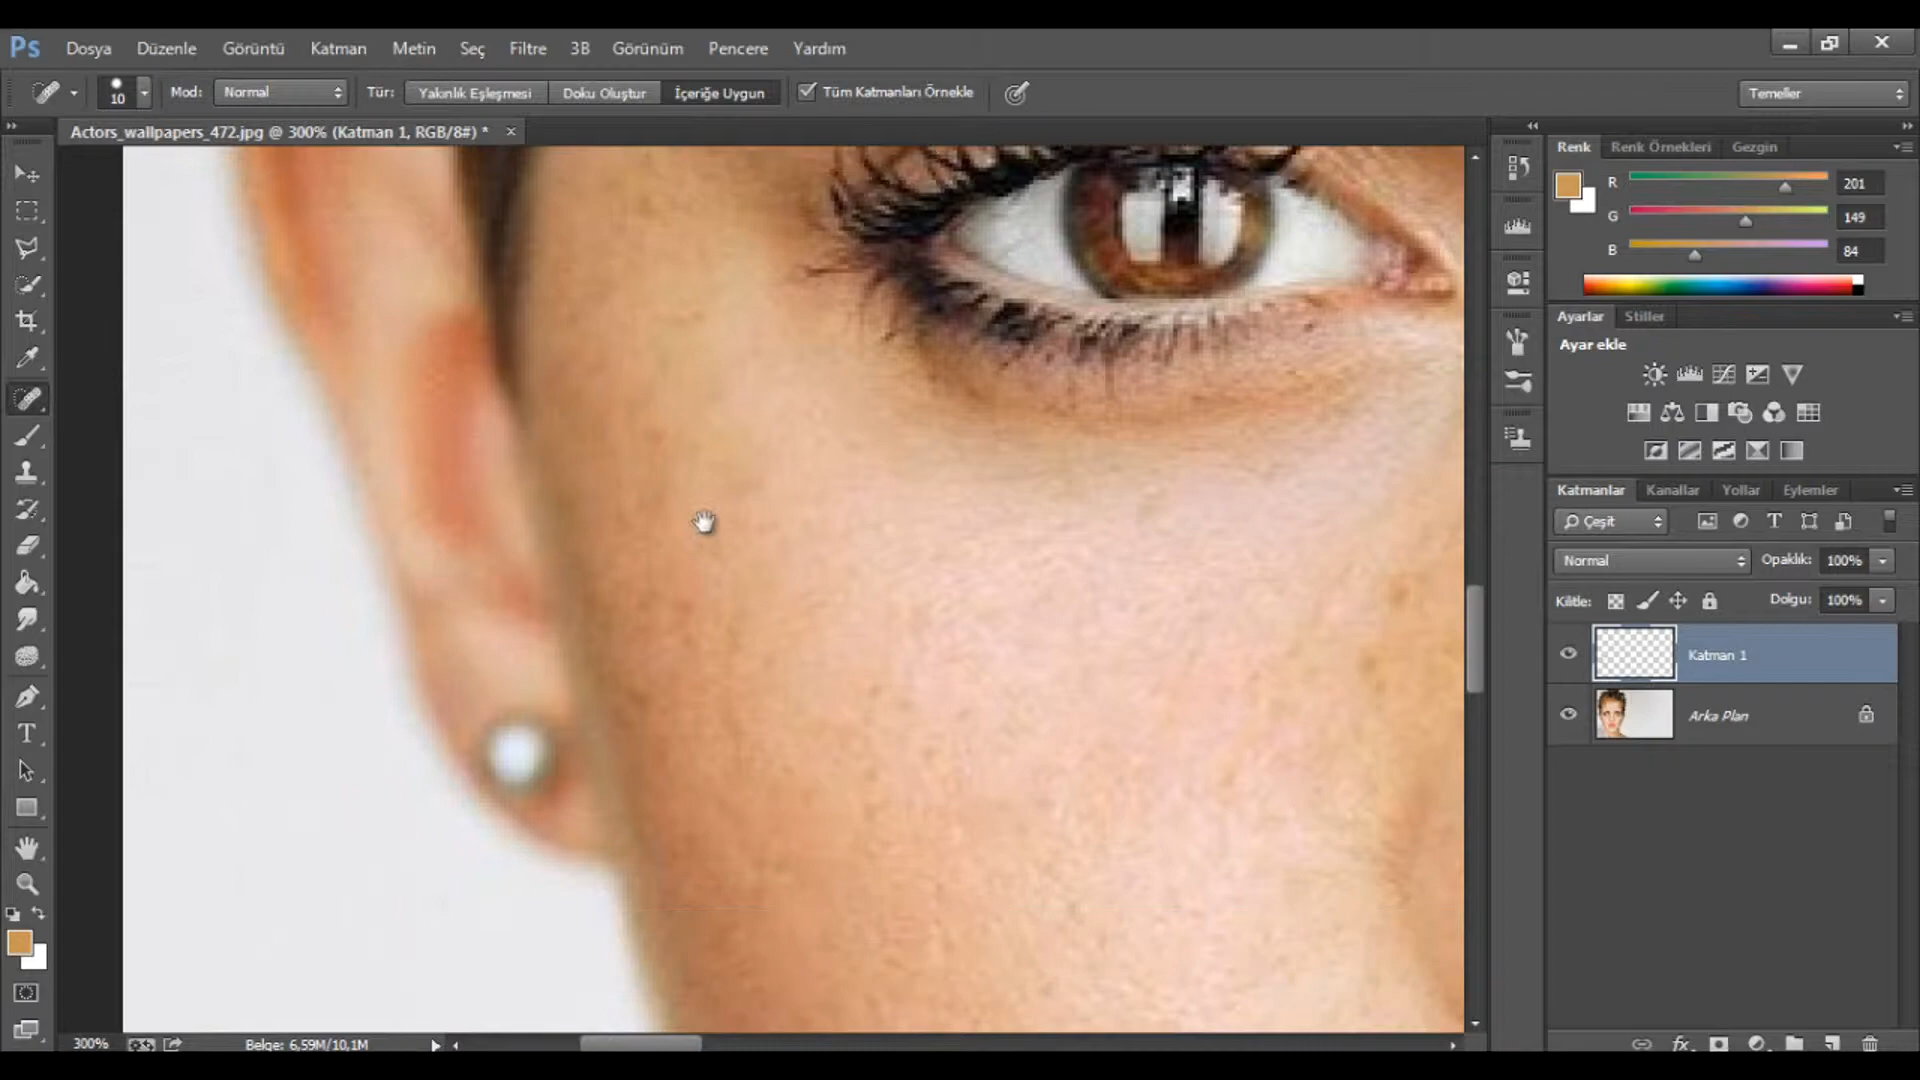 Ps Dosya Düzenle Görüntü Katman Metin Seç Filtre 3B Görünüm Pencere Yardım
10 Mod: Normal Tür: Yakınlık Eşleşmesi Doku Oluştur İçeriğe Uygun Tüm Katmanları Örnekle Temeller
Actors_wallpapers_472.jpg @ 300% (Katman 1, RGB/8#) *
Renk Renk Örnekleri Gezgin
R 201
G 149
B 84
Ayarlar Stiller
Ayar ekle
Katmanlar Kanallar Yollar Eylemler
Çeşit
Normal Opaklık: 100%
Kilitle: Dolgu: 100%
Katman 1
Arka Plan
300% Belge: 6,59M/10,1M
fx